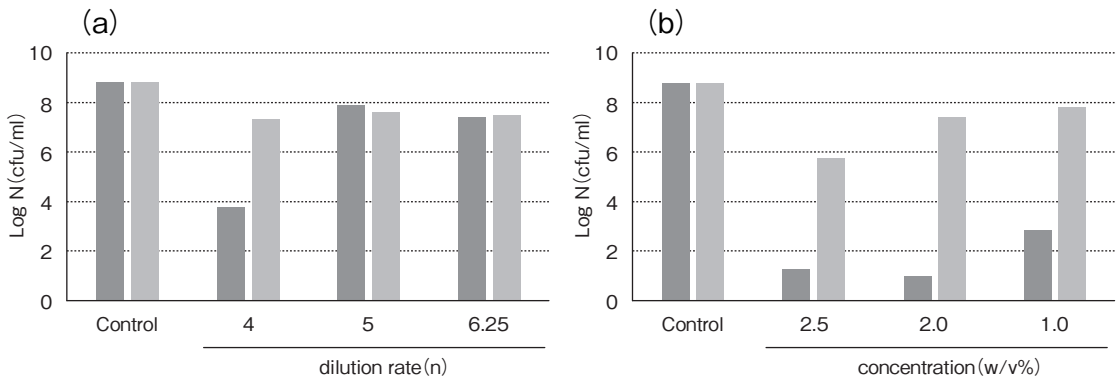 (a)
10
8
6
4
2
0
Log N(cfu/ml)
Control 4 5 6.25
dilution rate(n)
(b)
10
8
6
4
2
0
Log N(cfu/ml)
Control 2.5 2.0 1.0
concentration(w/v%)